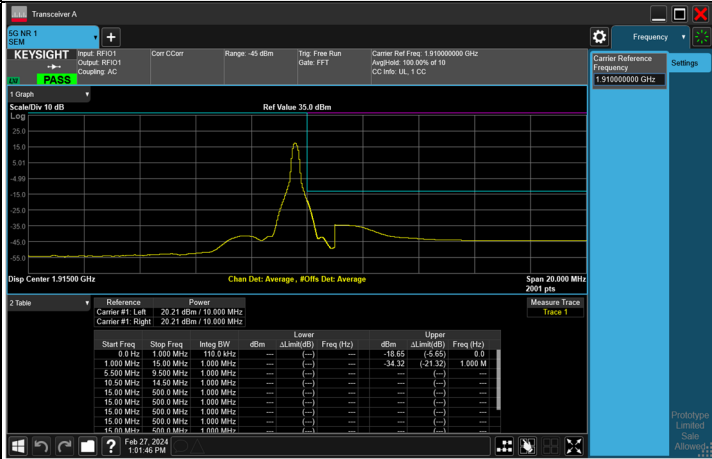 Transceiver A
5G NR 1
SEM
Frequency
KEYSIGHT
Input: RFIO1
Output: RFIO1
Coupling: AC
Corr CCorr
Range: -45 dBm
Trig: Free Run
Gate: FFT
Carrier Ref Freq: 1.910000000 GHz
Avg|Hold: 100.00% of 10
CC Info: UL, 1 CC
PASS
Carrier Reference
Frequency
1.910000000 GHz
Settings
1 Graph
Scale/Div 10 dB
Ref Value 35.0 dBm
Log
25.0
15.0
5.01
-4.99
-15.0
-25.0
-35.0
-45.0
-55.0
Disp Center 1.91500 GHz
Chan Det: Average , #Offs Det: Average
Span 20.000 MHz
2001 pts
2 Table
Reference Power
Carrier #1: Left 20.21 dBm / 10.000 MHz
Carrier #1: Right 20.21 dBm / 10.000 MHz
Measure Trace
Trace 1
Lower Upper
Start Freq Stop Freq Integ BW dBm ΔLimit(dB) Freq (Hz) dBm ΔLimit(dB) Freq (Hz)
0.0 Hz 1.000 MHz 110.0 kHz --- (---) --- -18.65 (-5.65) 0.0
1.000 MHz 15.00 MHz 1.000 MHz --- (---) --- -34.32 (-21.32) 1.000 M
5.500 MHz 9.500 MHz 1.000 MHz --- (---) --- --- (---) ---
10.50 MHz 14.50 MHz 1.000 MHz --- (---) --- --- (---) ---
15.00 MHz 500.0 MHz 1.000 MHz --- (---) --- --- (---) ---
15.00 MHz 500.0 MHz 1.000 MHz --- (---) --- --- (---) ---
15.00 MHz 500.0 MHz 1.000 MHz --- (---) --- --- (---) ---
15.00 MHz 500.0 MHz 1.000 MHz --- (---) --- --- (---) ---
Feb 27, 2024
1:01:46 PM
Prototype
Limited
Sale
Allowed